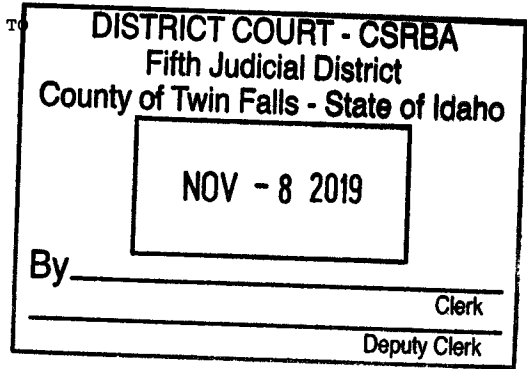 TO
DISTRICT COURT - CSRBA
Fifth Judicial District
County of Twin Falls - State of Idaho
NOV - 8 2019
By
Clerk
Deputy Clerk